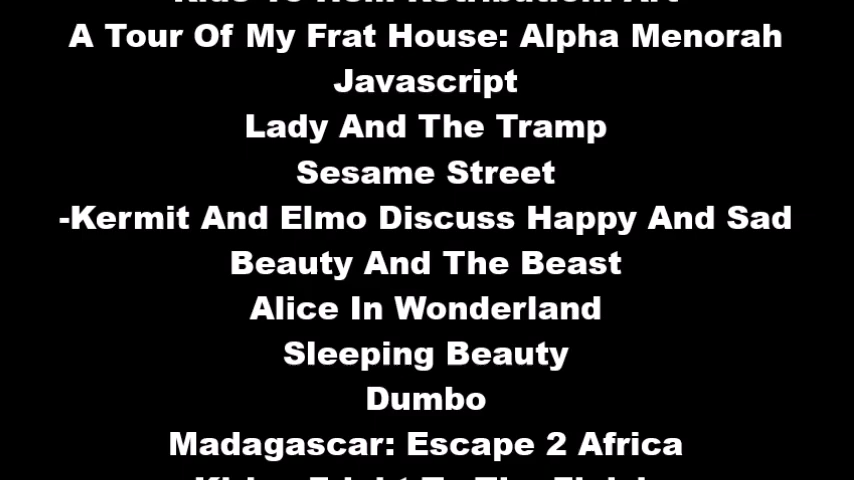 A Tour Of My Frat House: Alpha Menorah
Javascript
Lady And The Tramp
Sesame Street
-Kermit And Elmo Discuss Happy And Sad
Beauty And The Beast
Alice In Wonderland
Sleeping Beauty
Dumbo
Madagascar: Escape 2 Africa